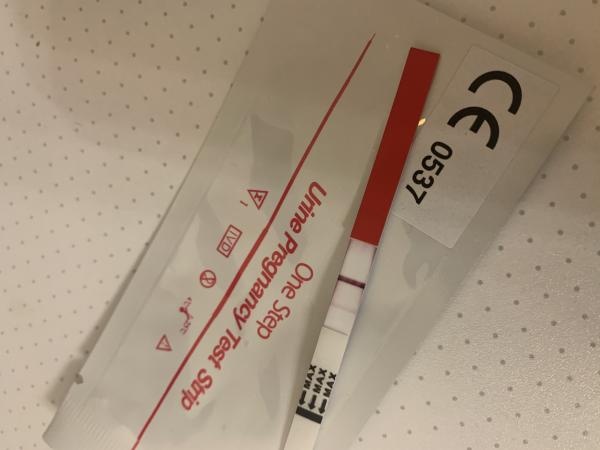 CE 0537
One Step
Urine Pregnancy Test Strip
IVD
MAX
MAX
MAX